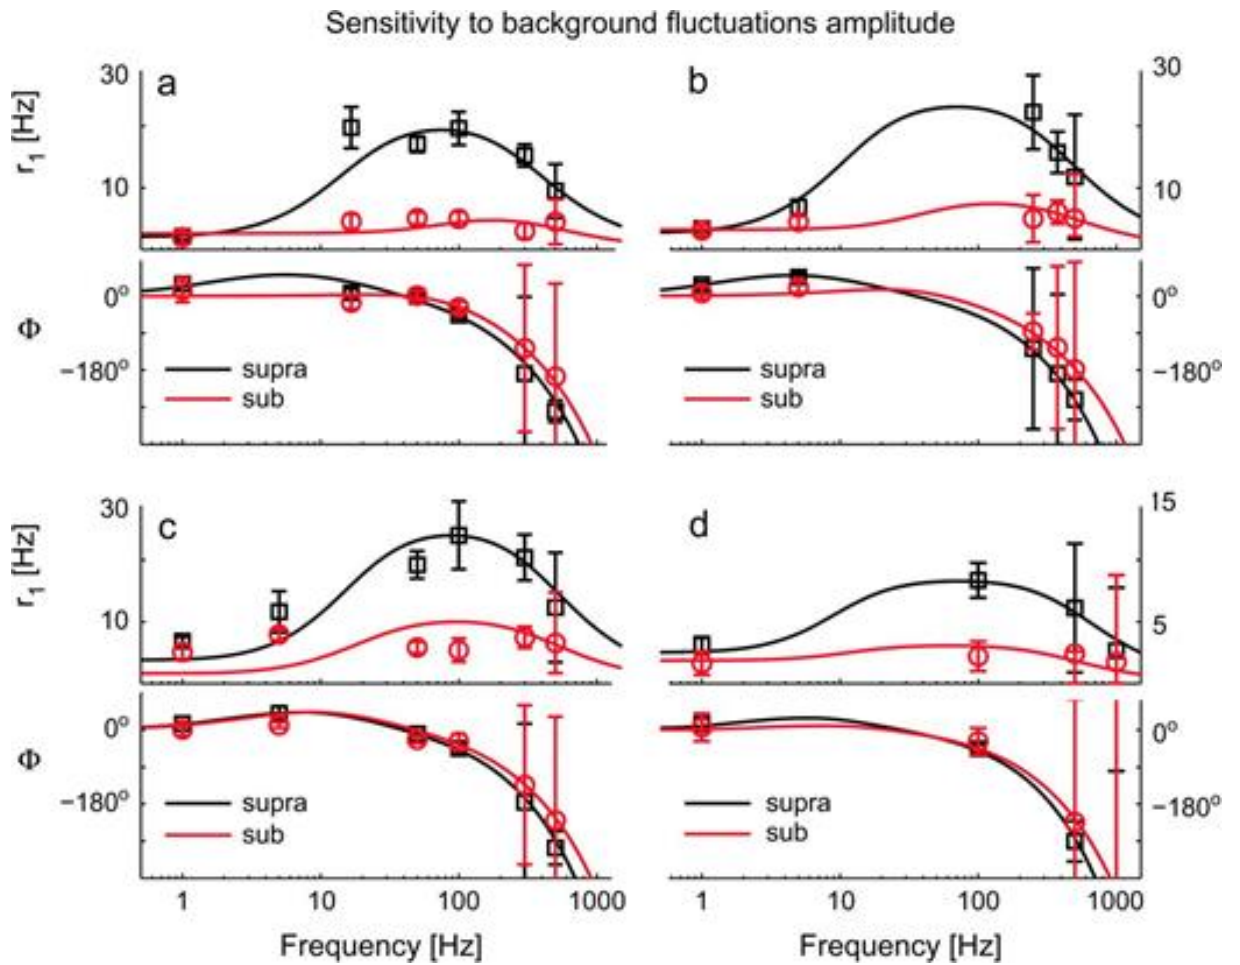 Sensitivity to background fluctuations amplitude
a
b
30
10
r1 [Hz]
30
10
0°
−180°
Φ
supra
sub
supra
sub
0°
−180°
c
d
30
10
r1 [Hz]
15
5
0°
−180°
Φ
supra
sub
supra
sub
0°
−180°
1 10 100 1000
1 10 100 1000
Frequency [Hz]
Frequency [Hz]